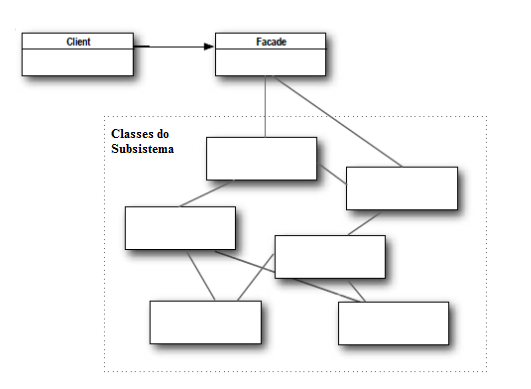 Client
Facade
Classes do
Subsistema